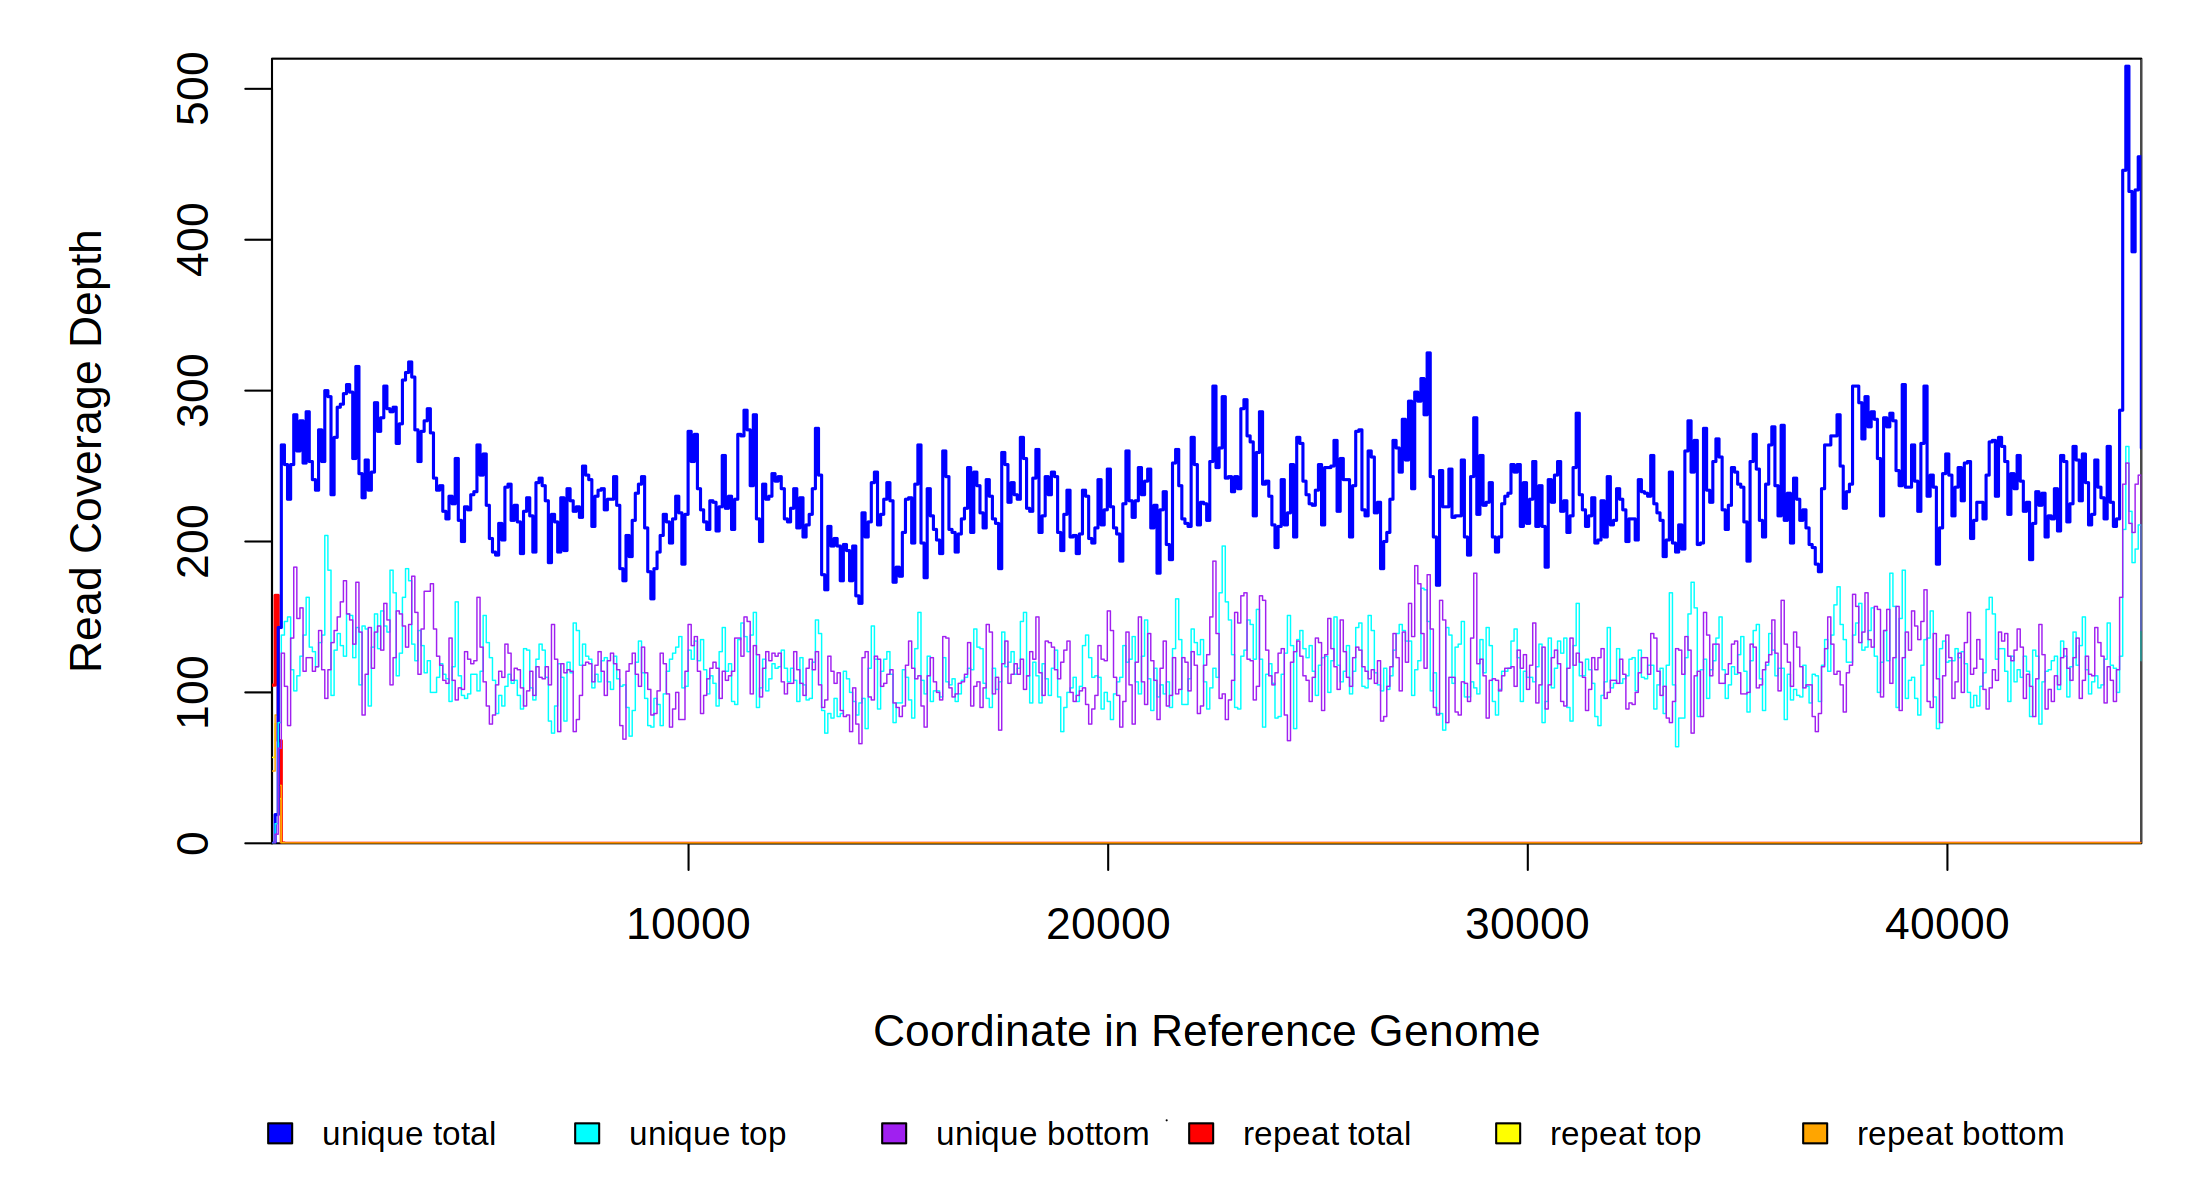 500
400
300
200
100
0
Read Coverage Depth
10000 20000 30000 40000
Coordinate in Reference Genome
unique total unique top unique bottom repeat total repeat top repeat bottom